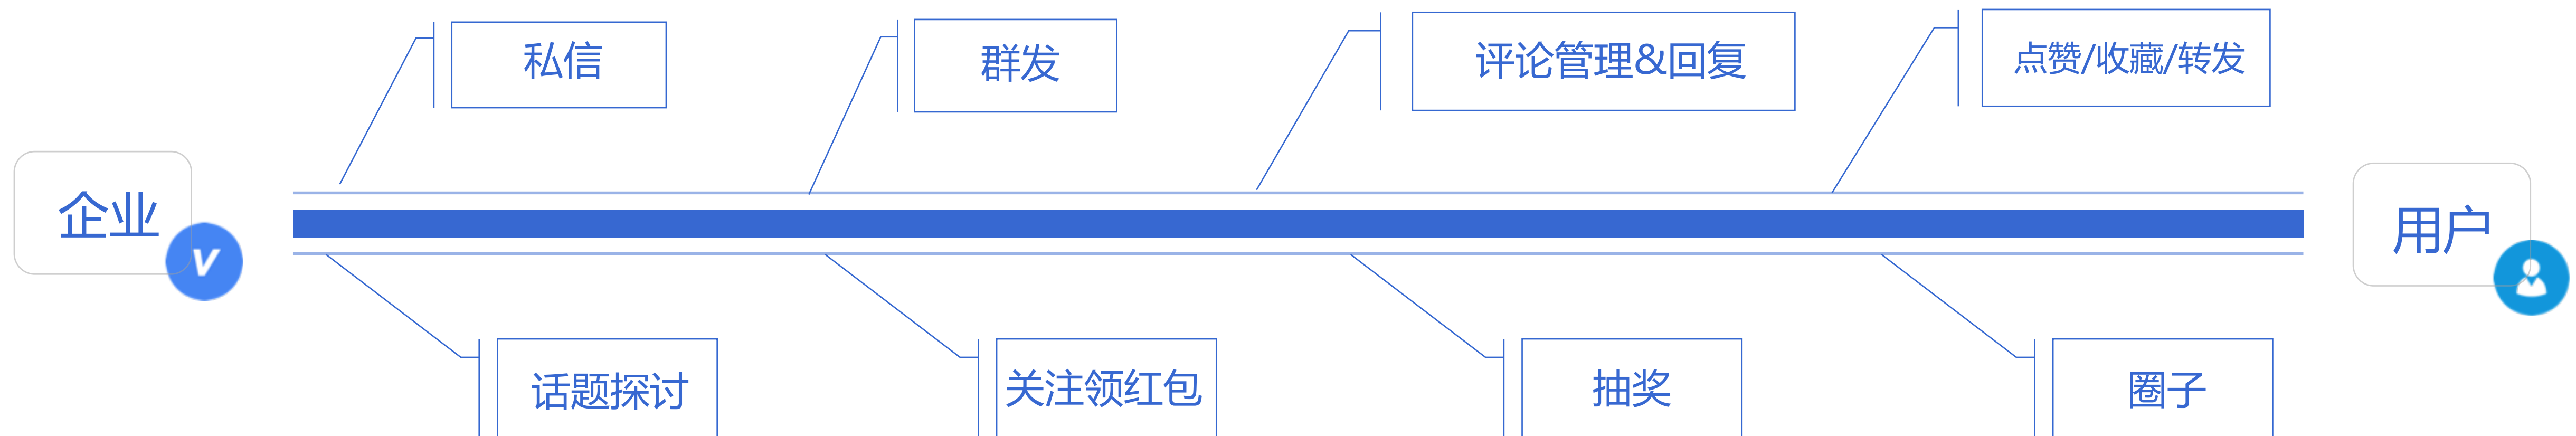 私信
群发
评论管理&回复
点赞/收藏/转发
企业
V
用户
话题探讨
关注领红包
抽奖
圈子